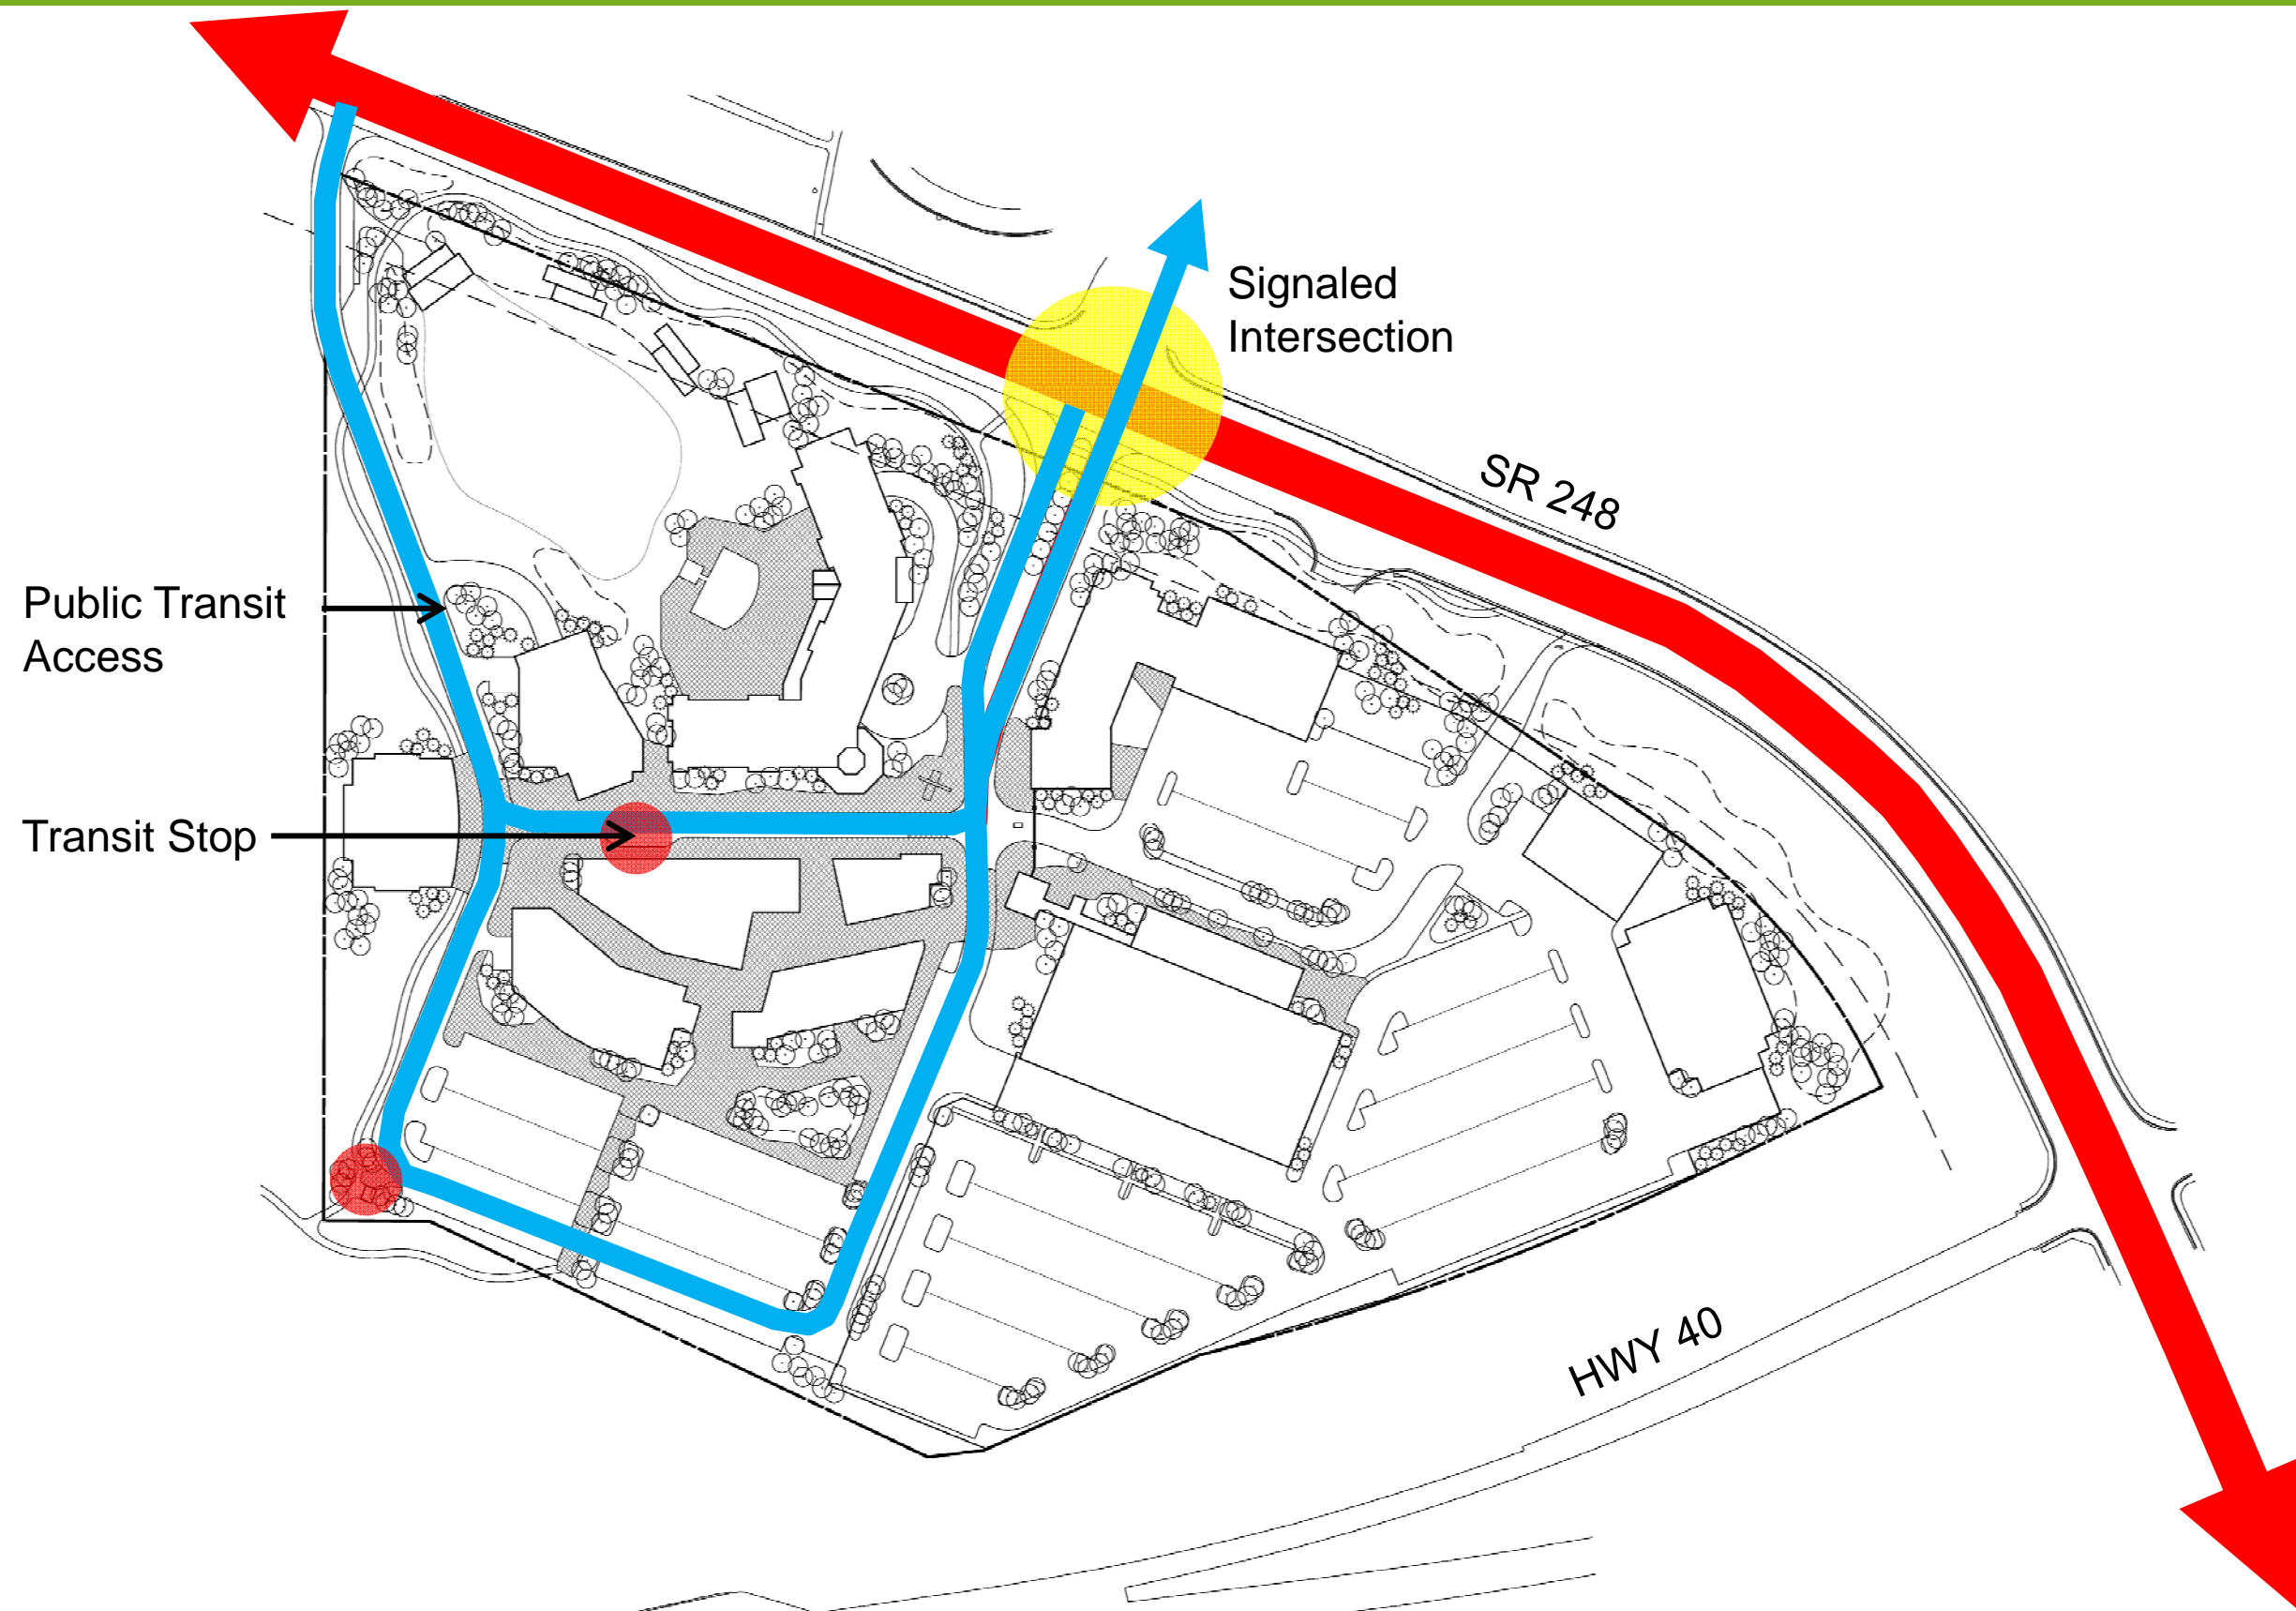 Signaled
Intersection
SR 248
Public Transit
Access
Transit Stop
HWY 40